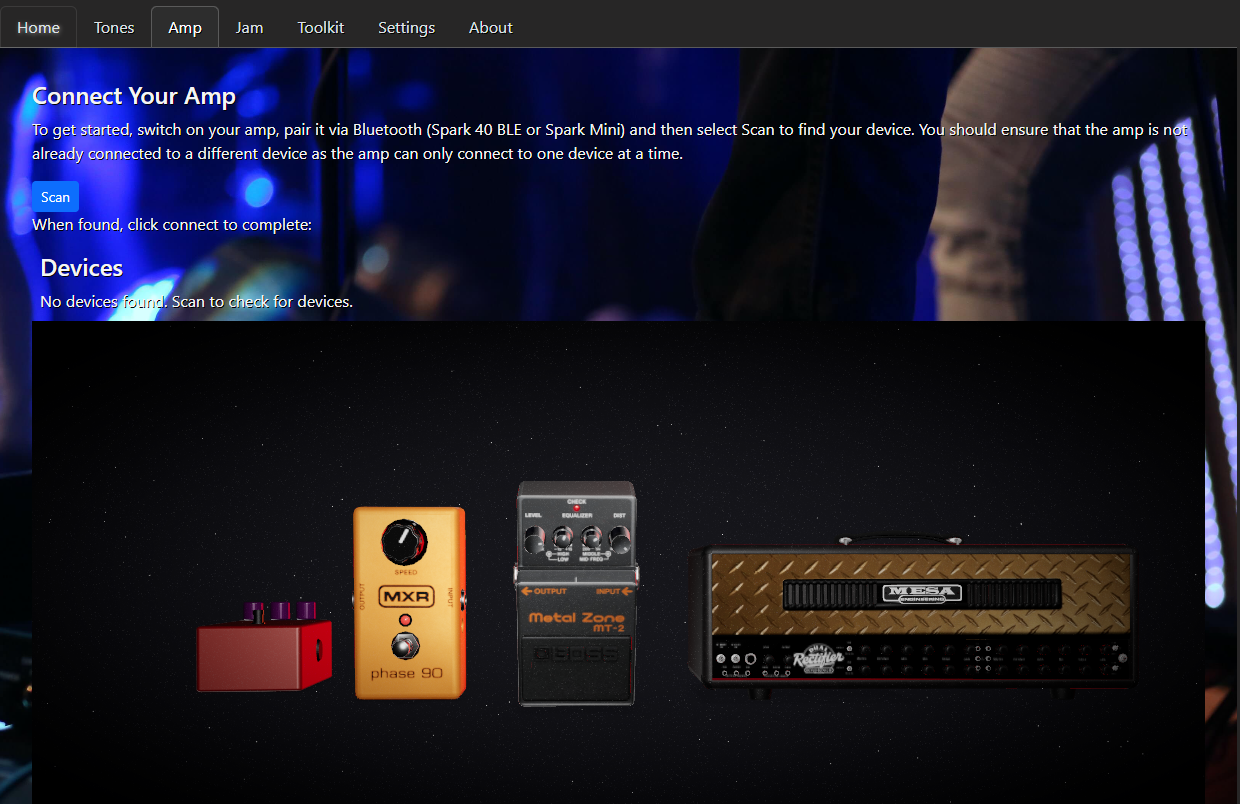 Home Tones Amp Jam Toolkit Settings About
Connect Your Amp
To get started, switch on your amp, pair it via Bluetooth (Spark 40 BLE or Spark Mini) and then select Scan to find your device. You should ensure that the amp is not
already connected to a different device as the amp can only connect to one device at a time.
Scan
When found, click connect to complete:
Devices
No devices found. Scan to check for devices.
SPEED
OUTPUT
MXR
INPUT
phase 90
CHECK
LEVEL EQUALIZER DIST
HIGH
LOW
MIDDLE
MID FREQ
OUTPUT INPUT
Metal Zone
MT-2
BOSS
MESA
ENGINEERING
DUAL
Rectifier